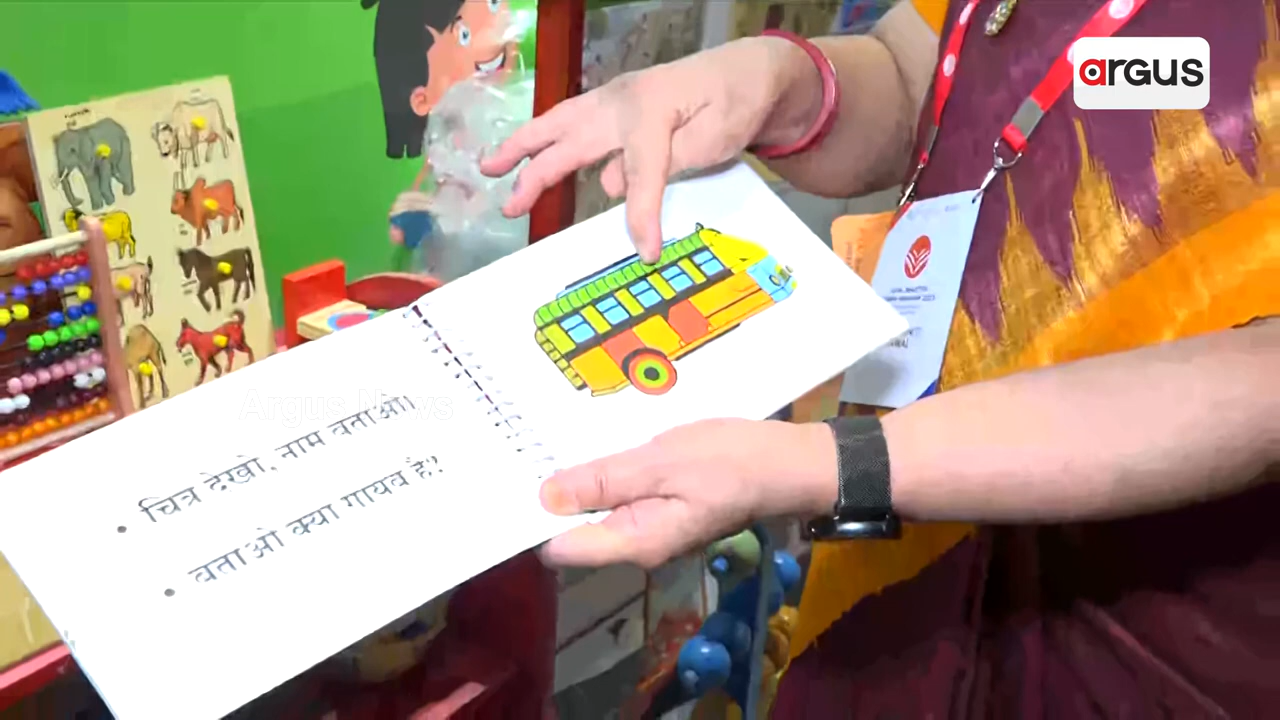 argus
Argus News
• चित्र देखो, नाम बताओ।
• बताओ क्या गायब है?